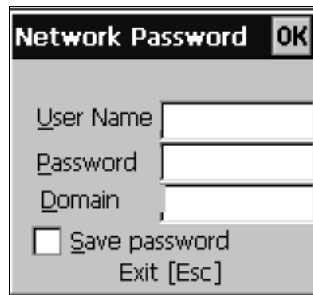 Network Password OK
User Name
Password
Domain
Save password
Exit [Esc]